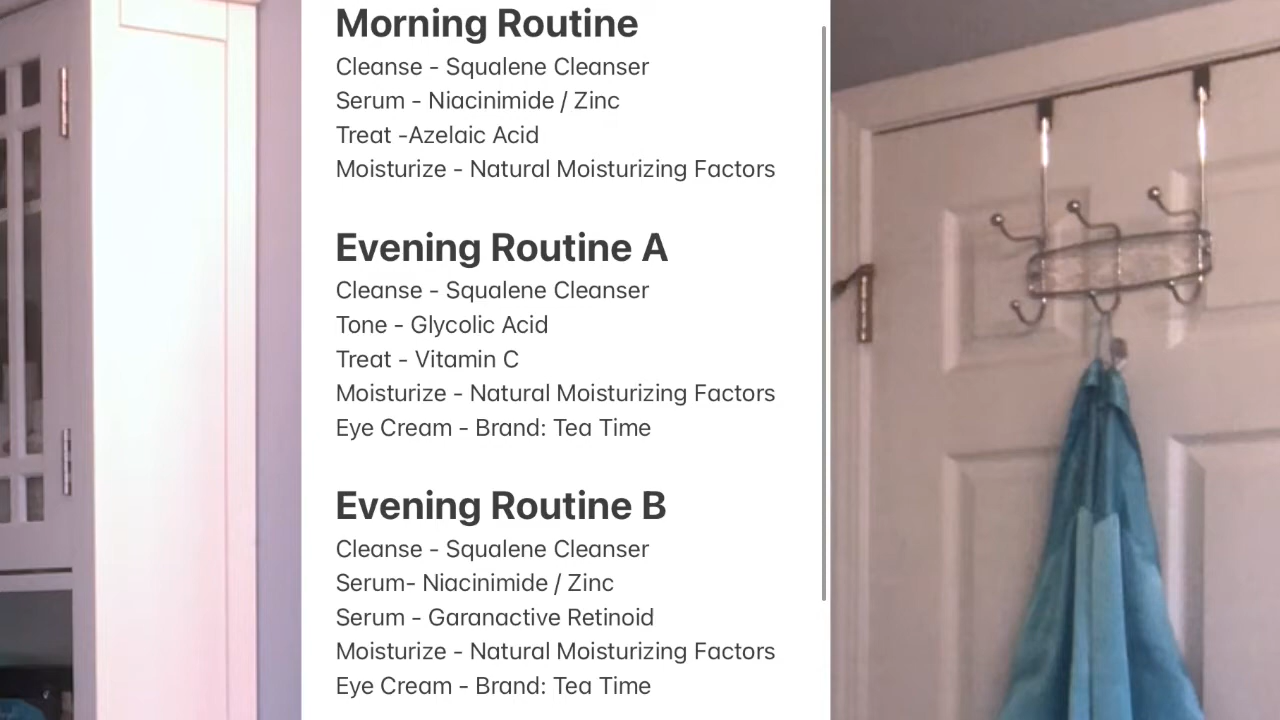 Morning Routine
Cleanse - Squalene Cleanser
Serum - Niacinimide / Zinc
Treat -Azelaic Acid
Moisturize - Natural Moisturizing Factors
Evening Routine A
Cleanse - Squalene Cleanser
Tone - Glycolic Acid
Treat - Vitamin C
Moisturize - Natural Moisturizing Factors
Eye Cream - Brand: Tea Time
Evening Routine B
Cleanse - Squalene Cleanser
Serum- Niacinimide / Zinc
Serum - Garanactive Retinoid
Moisturize - Natural Moisturizing Factors
Eye Cream - Brand: Tea Time